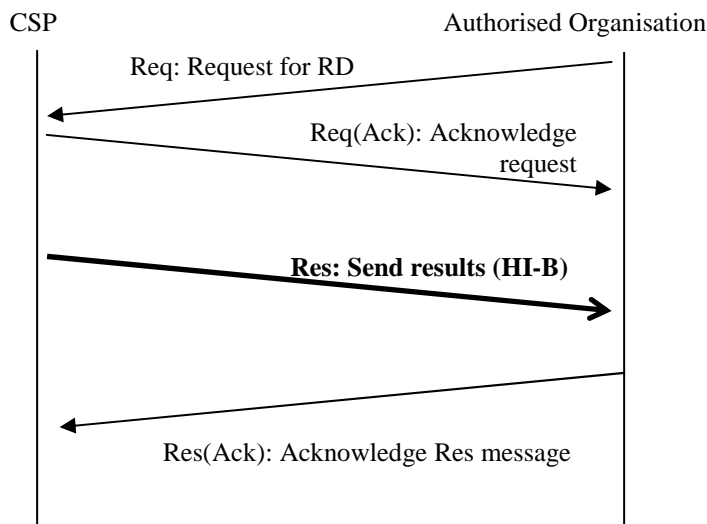 CSP
Authorised Organisation
Req: Request for RD
Req(Ack): Acknowledge
request
Res: Send results (HI-B)
Res(Ack): Acknowledge Res message